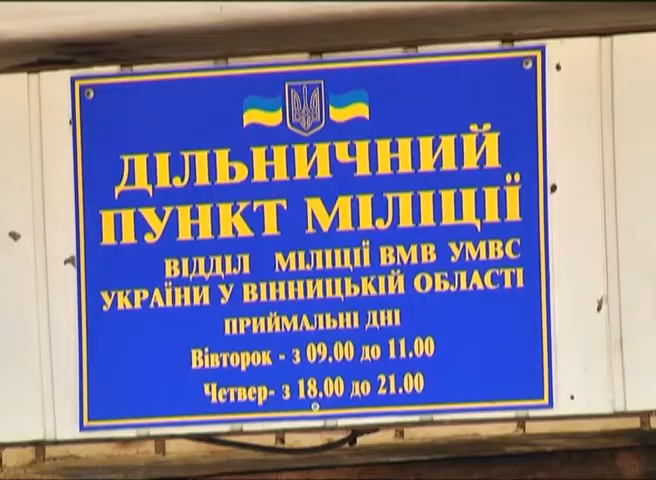 ДІЛЬНИЧНИЙ
ПУНКТ МІЛІЦІЇ
ВІДДІЛ МІЛІЦІЇ ВМВ УМВС
УКРАЇНИ У ВІННИЦЬКІЙ ОБЛАСТІ
ПРИЙМАЛЬНІ ДНІ
Вівторок - з 09.00 до 11.00
Четвер- з 18.00 до 21.00